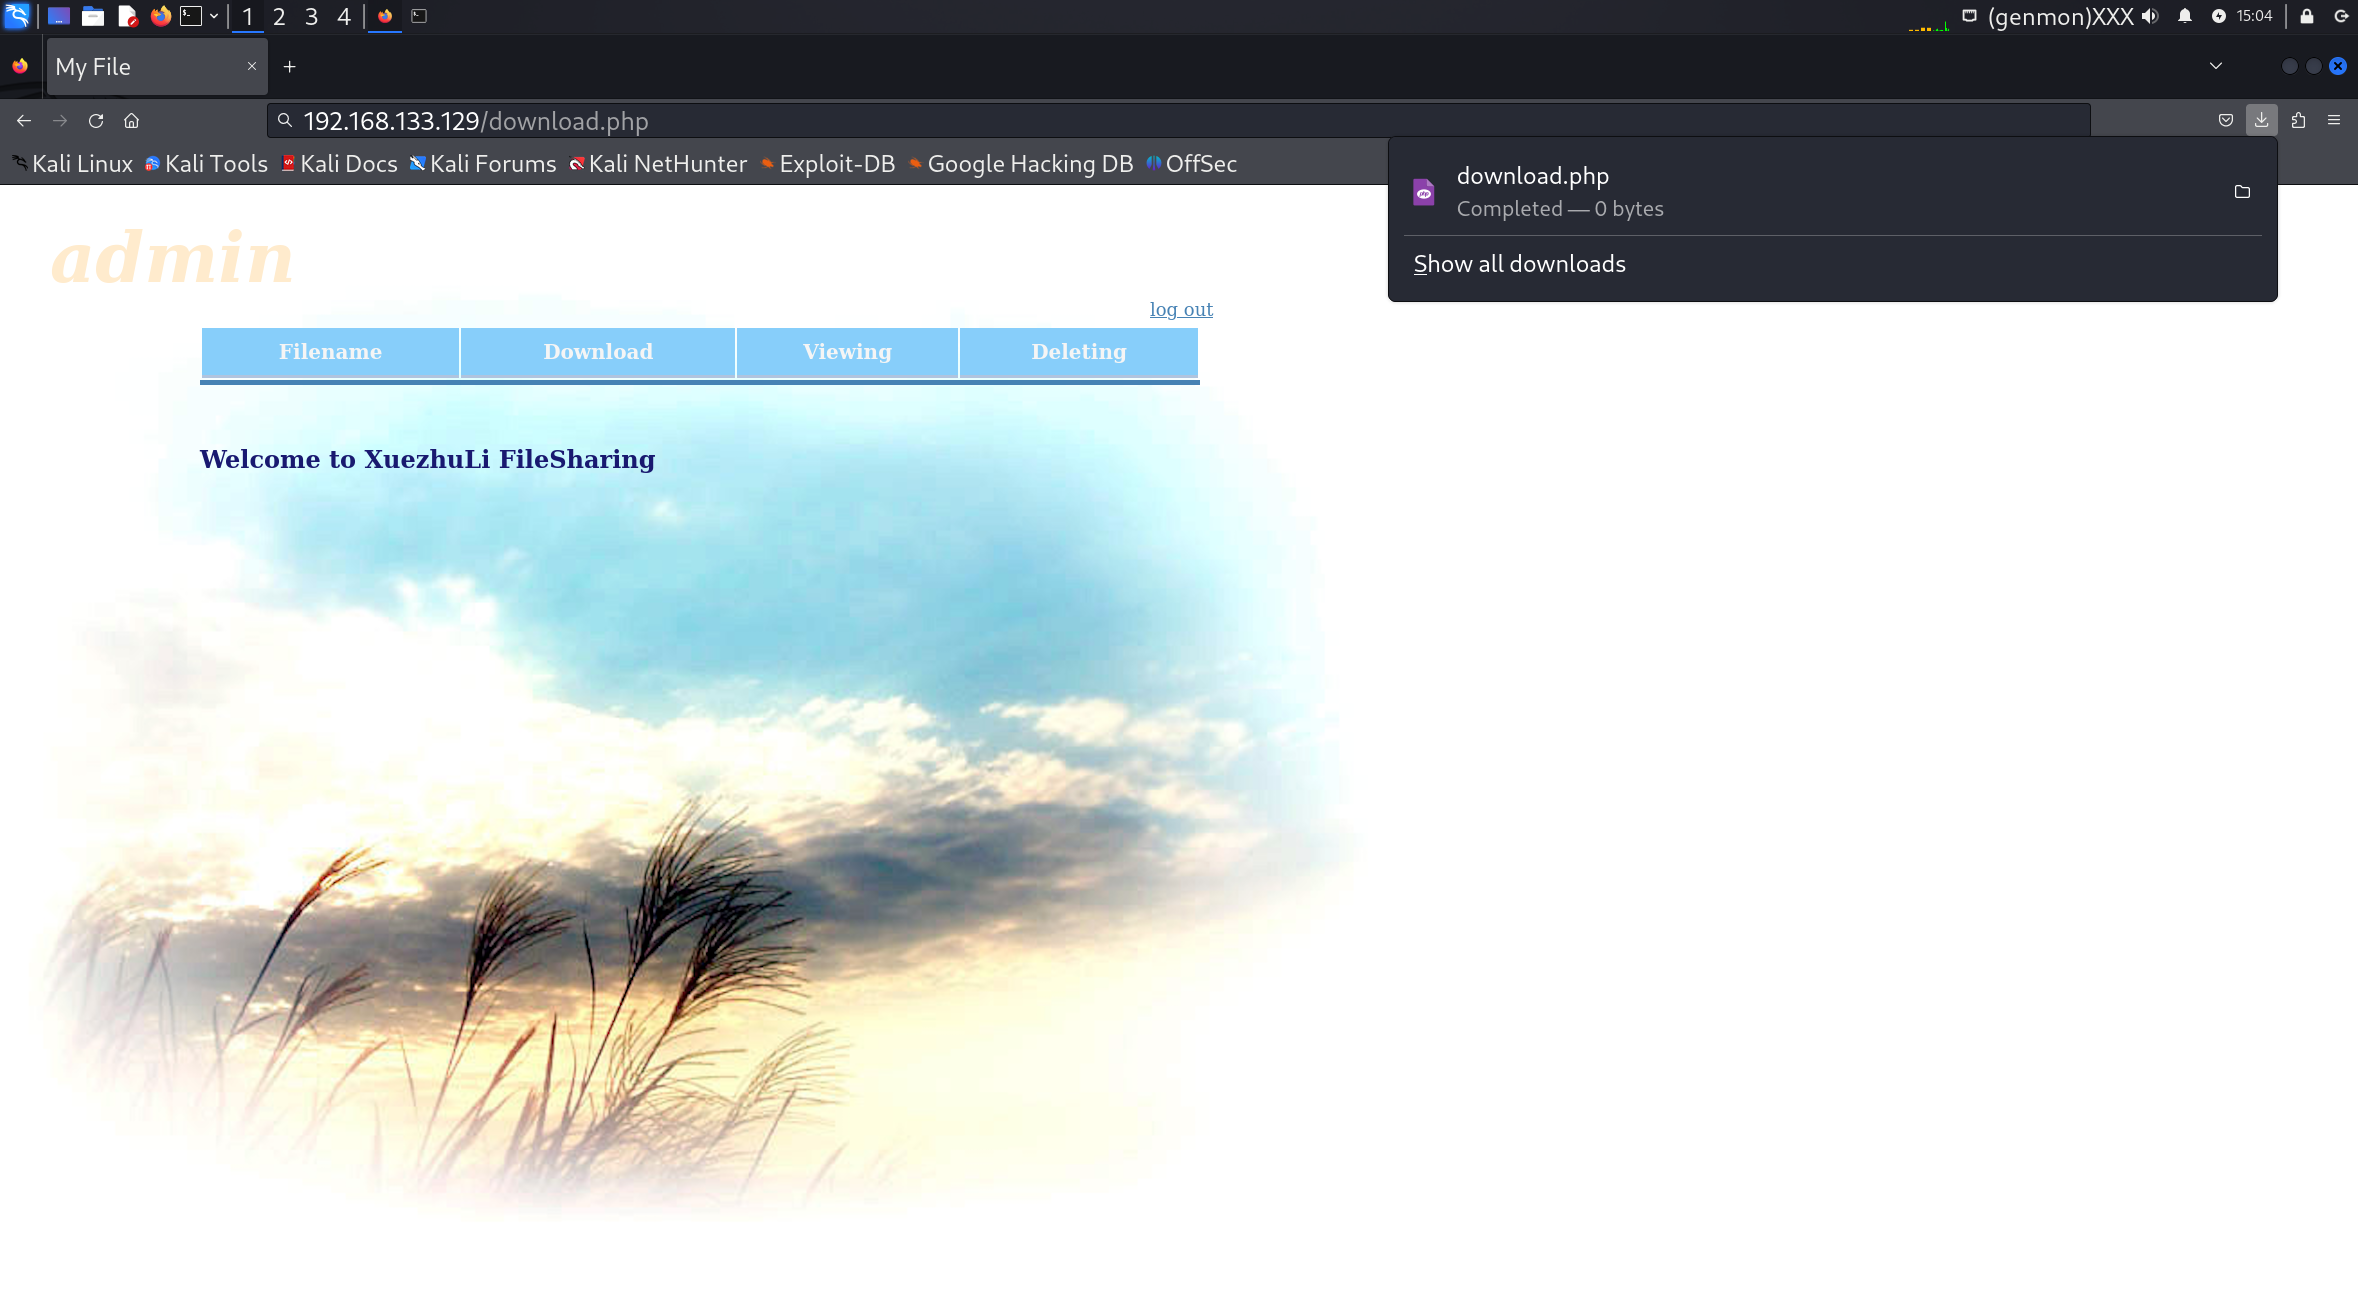 1 2 3 4 (genmon)XXX 15:04
My File
192.168.133.129/download.php
Kali Linux Kali Tools Kali Docs Kali Forums Kali NetHunter Exploit-DB Google Hacking DB OffSec
download.php
Completed — 0 bytes
Show all downloads
admin
log out
Filename Download Viewing Deleting
Welcome to XuezhuLi FileSharing